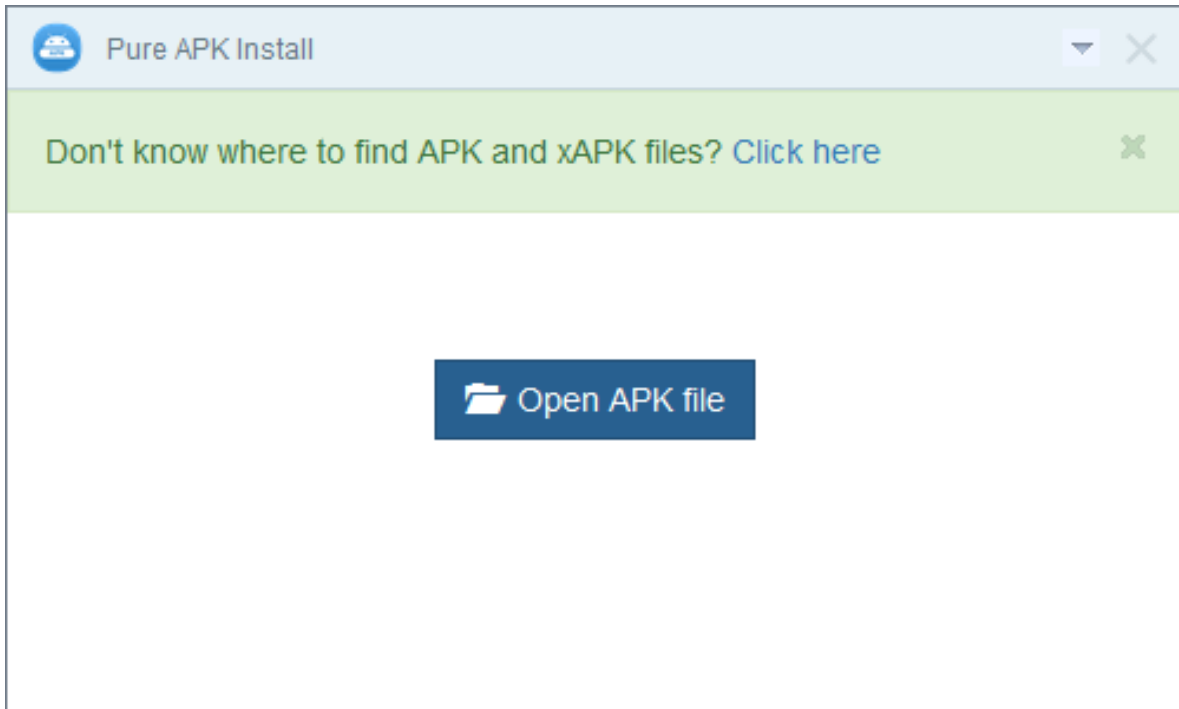 Pure APK Install
Don't know where to find APK and xAPK files? Click here
Open APK file